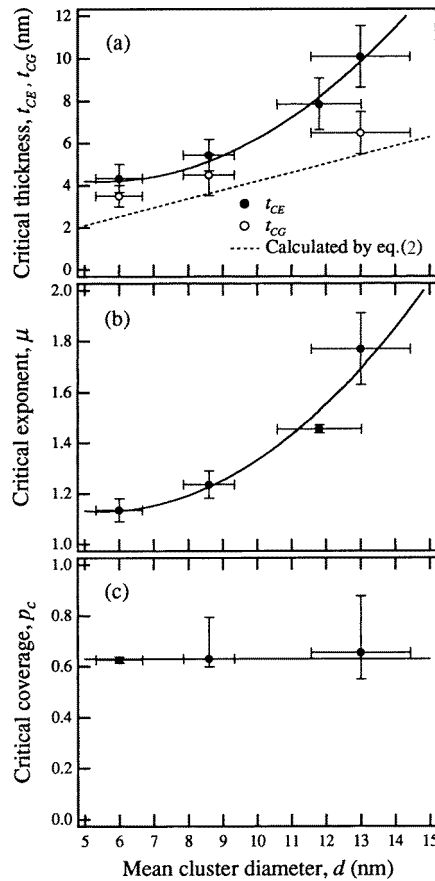 Critical thickness, t_CE, t_CG (nm)
12
10
8
6
4
2
0
(a)
● t_CE
○ t_CG
----- Calculated by eq.(2)
Critical exponent, μ
2.0
1.8
1.6
1.4
1.2
1.0
(b)
Critical coverage, p_c
1.0
0.8
0.6
0.4
0.2
0.0
(c)
5 6 7 8 9 10 11 12 13 14 15
Mean cluster diameter, d (nm)